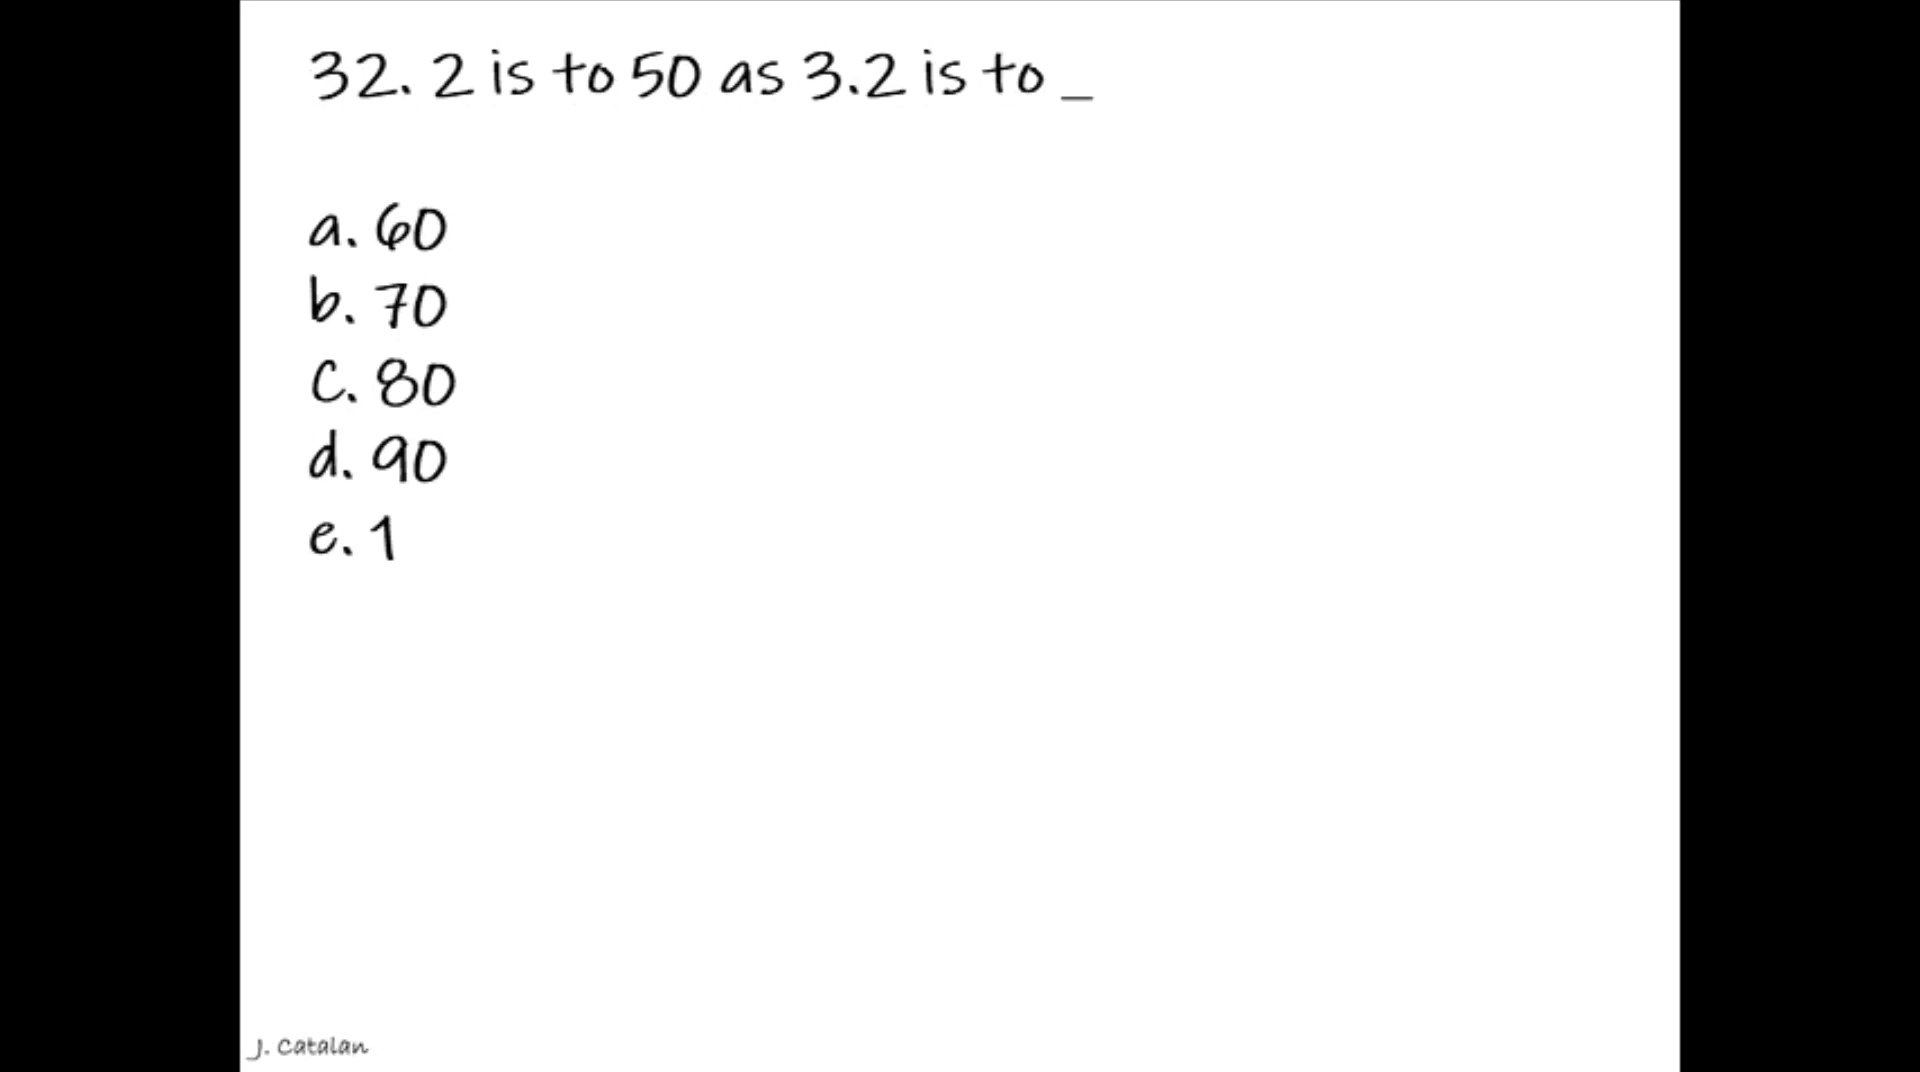 32. 2 is to 50 as 3.2 is to _
a. 60
b. 70
c. 80
d. 90
e. 1
J. Catalan